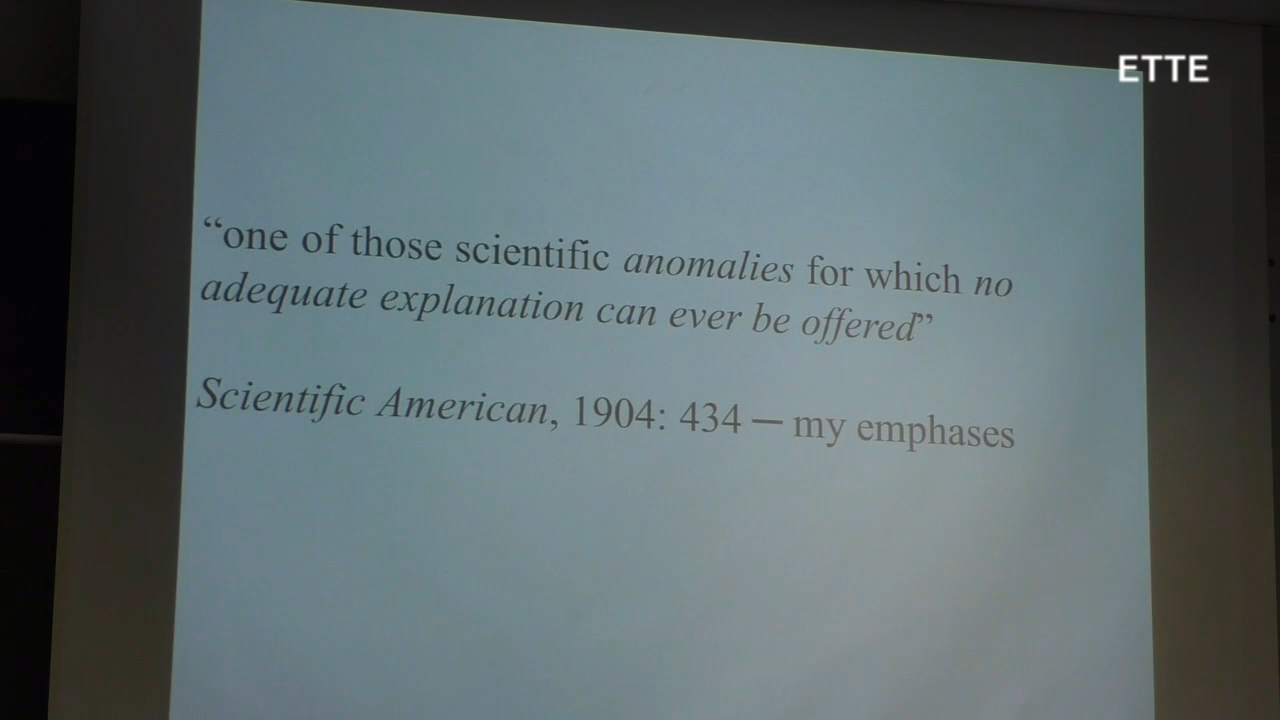 ETTE
“one of those scientific anomalies for which no
adequate explanation can ever be offered”
Scientific American, 1904: 434 — my emphases